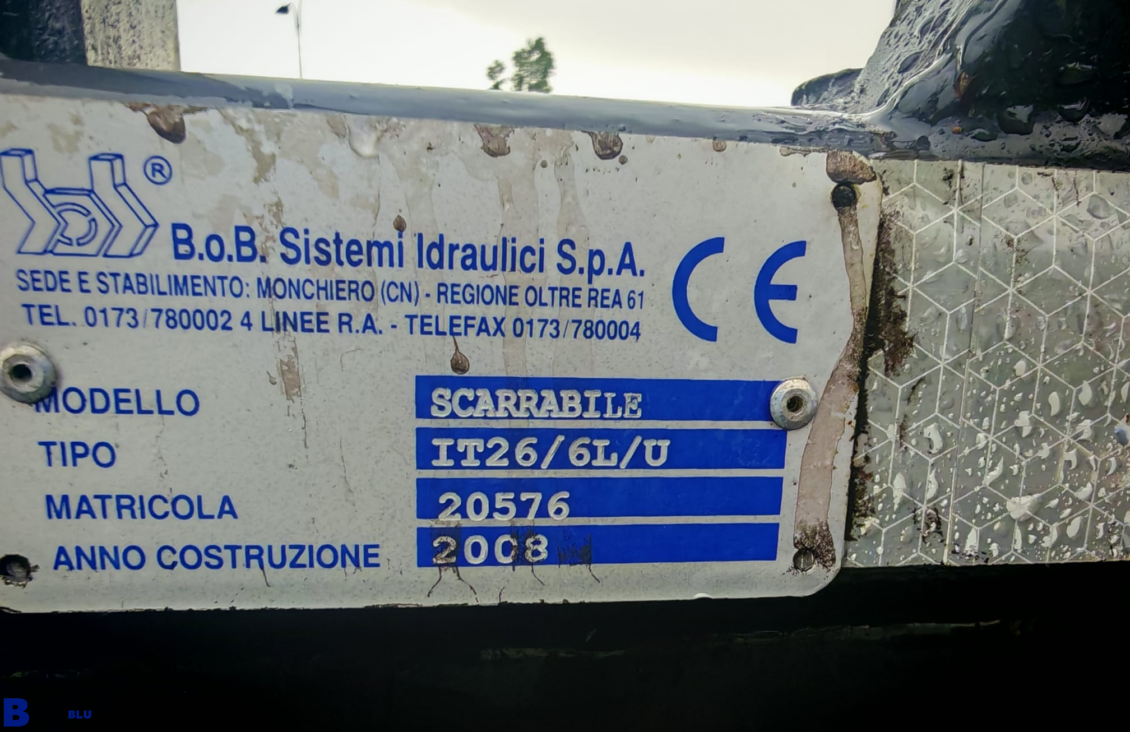 bob®
B.o.B. Sistemi Idraulici S.p.A.
CE
SEDE E STABILIMENTO: MONCHIERO (CN) - REGIONE OLTRE REA 61
TEL. 0173/780002 4 LINEE R.A. - TELEFAX 0173/780004
MODELLO SCARRABILE
TIPO IT26/6L/U
MATRICOLA 20576
ANNO COSTRUZIONE 2008
B BLU